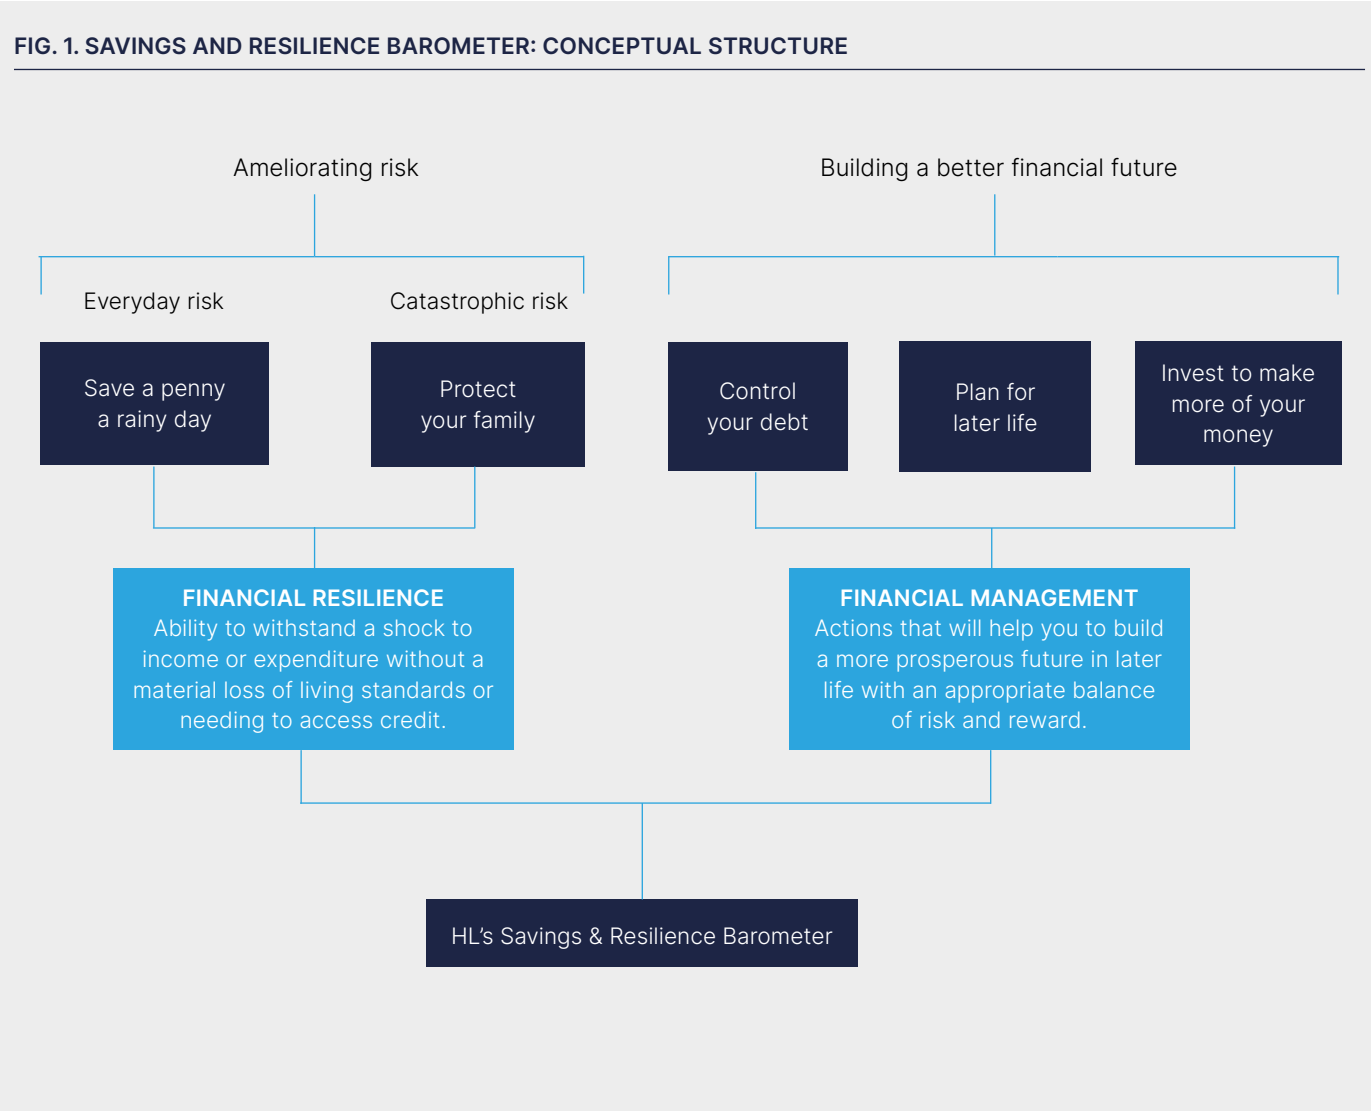 FIG. 1. SAVINGS AND RESILIENCE BAROMETER: CONCEPTUAL STRUCTURE
Ameliorating risk
Building a better financial future
Everyday risk
Catastrophic risk
Save a penny
a rainy day
Protect
your family
Control
your debt
Plan for
later life
Invest to make
more of your
money
FINANCIAL RESILIENCE
Ability to withstand a shock to
income or expenditure without a
material loss of living standards or
needing to access credit.
FINANCIAL MANAGEMENT
Actions that will help you to build
a more prosperous future in later
life with an appropriate balance
of risk and reward.
HL’s Savings & Resilience Barometer